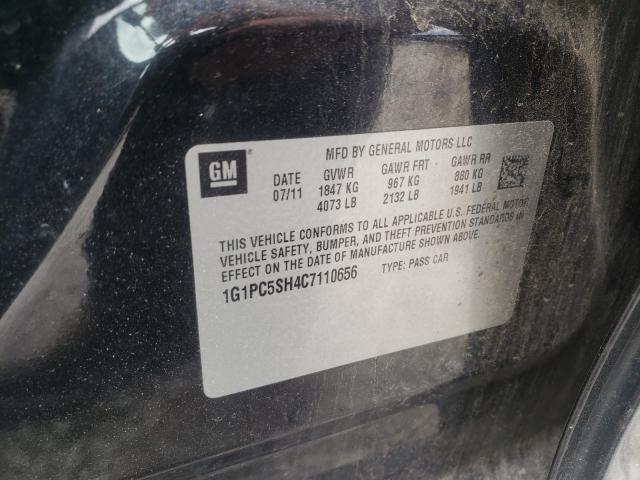 MFD BY GENERAL MOTORS LLC
GM
DATE GVWR GAWR FRT GAWR RR
07/11 1847 KG 967 KG 880 KG
4073 LB 2132 LB 1941 LB
THIS VEHICLE CONFORMS TO ALL APPLICABLE U.S. FEDERAL MOTOR
VEHICLE SAFETY, BUMPER, AND THEFT PREVENTION STANDARDS IN
EFFECT ON THE DATE OF MANUFACTURE SHOWN ABOVE.
1G1PC5SH4C7110656 TYPE: PASS CAR